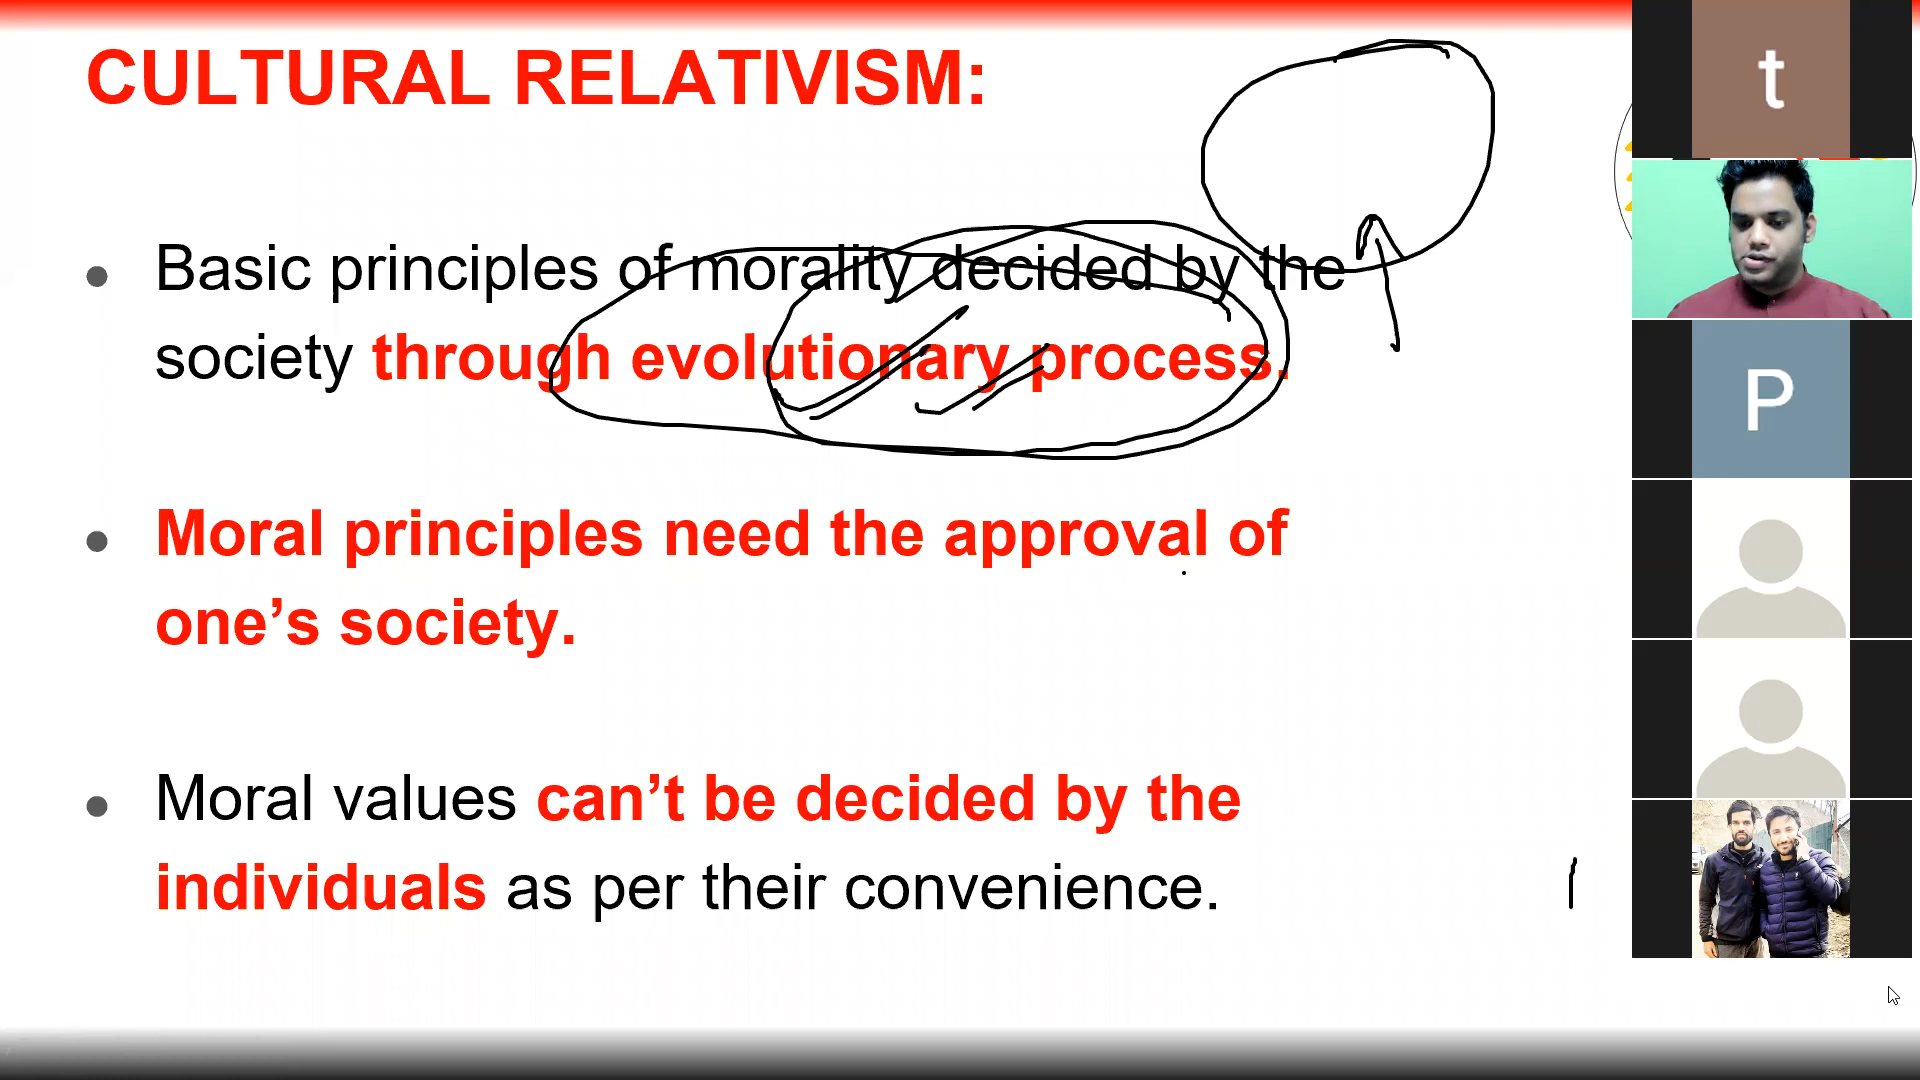 CULTURAL RELATIVISM:
Basic principles of morality decided by the
society through evolutionary process.
Moral principles need the approval of
one’s society.
Moral values can’t be decided by the
individuals as per their convenience.
t
P